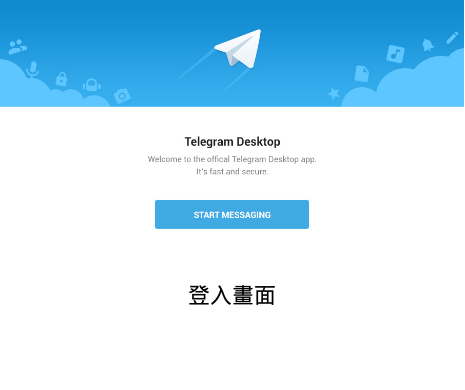 Telegram Desktop
Welcome to the offical Telegram Desktop app.
It's fast and secure.
START MESSAGING
登入畫面